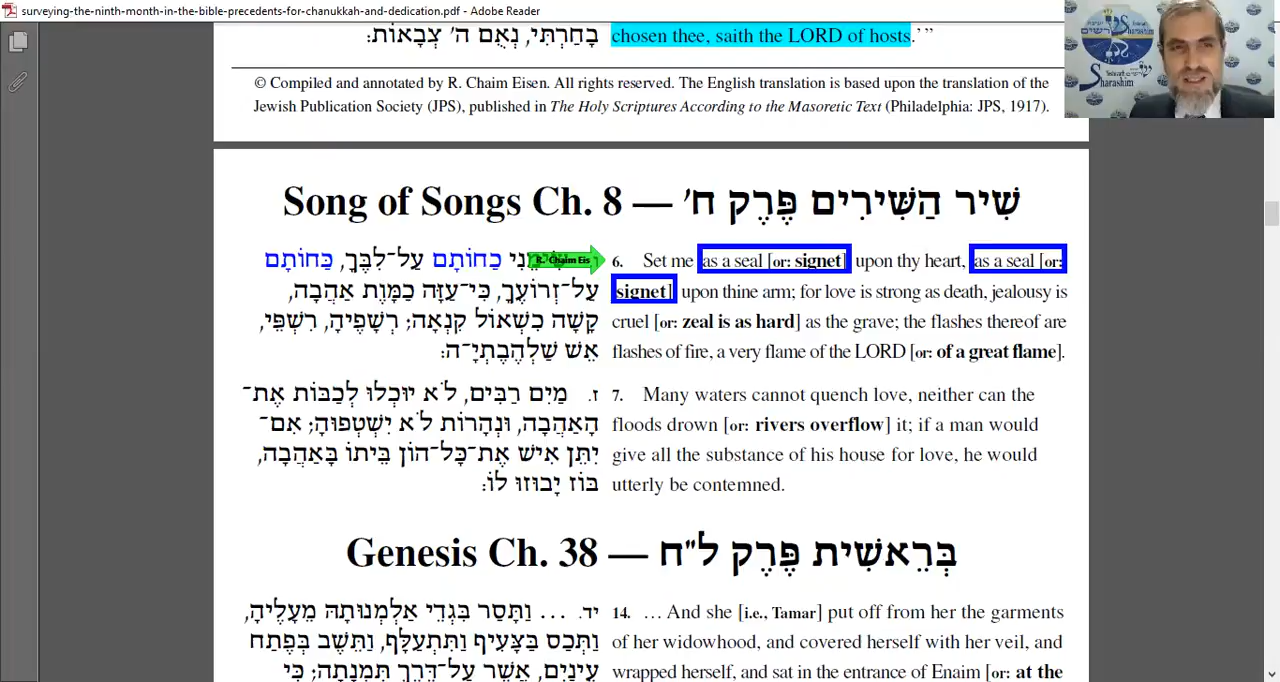 surveying-the-ninth-month-in-the-bible-precedents-for-chanukkah-and-dedication.pdf - Adobe Reader
בָחַרְתִּי, נְאֻם ה' צְבָאוֹת:
chosen thee, saith the LORD of hosts.'"
© Compiled and annotated by R. Chaim Eisen. All rights reserved. The English translation is based upon the translation of the
Jewish Publication Society (JPS), published in The Holy Scriptures According to the Masoretic Text (Philadelphia: JPS, 1917).
Sharashim
Song of Songs Ch. 8 — שִׁיר הַשִּׁירִים פֶּרֶק ח'
כַחוֹתָם עַל־לִבֶּךָ, כַּחוֹתָם
עַל־זְרוֹעֶךָ, כִּי־עַזָּה כַמָּוֶת אַהֲבָה,
קָשָׁה כִשְׁאוֹל קִנְאָה; רְשָׁפֶיהָ, רִשְׁפֵּי,
אֵשׁ שַׁלְהֶבֶתְיָ־ה:
R. Chaim Eis
6. Set me as a seal [or: signet] upon thy heart, as a seal [or:
signet] upon thine arm; for love is strong as death, jealousy is
cruel [or: zeal is as hard] as the grave; the flashes thereof are
flashes of fire, a very flame of the LORD [or: of a great flame].
ז. מַיִם רַבִּים, לֹא יוּכְלוּ לְכַבּוֹת אֶת־
הָאַהֲבָה, וּנְהָרוֹת לֹא יִשְׁטְפוּהָ; אִם־
יִתֵּן אִישׁ אֶת־כָּל־הוֹן בֵּיתוֹ בָּאַהֲבָה,
בּוֹז יָבוּזוּ לוֹ:
7. Many waters cannot quench love, neither can the
floods drown [or: rivers overflow] it; if a man would
give all the substance of his house for love, he would
utterly be contemned.
Genesis Ch. 38 — בְּרֵאשִׁית פֶּרֶק ל"ח
יד. … וַתָּסַר בִּגְדֵי אַלְמְנוּתָהּ מֵעָלֶיהָ,
וַתְּכַס בַּצָּעִיף וַתִּתְעַלָּף, וַתֵּשֶׁב בְּפֶתַח
עֵינַיִם, אֲשֶׁר עַל־דֶּרֶךְ תִּמְנָתָה; כִּי
14. … And she [i.e., Tamar] put off from her the garments
of her widowhood, and covered herself with her veil, and
wrapped herself, and sat in the entrance of Enaim [or: at the